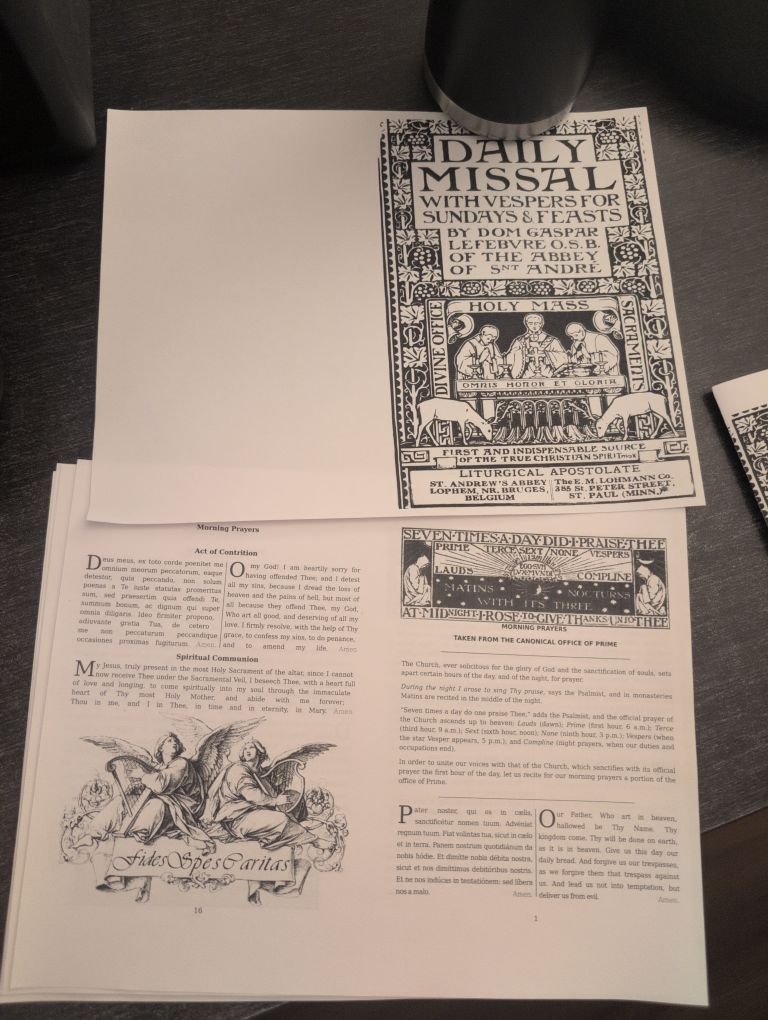 DAILY
MISSAL
WITH VESPERS FOR
SUNDAYS & FEASTS
BY DOM GASPAR
LEFEBVRE O.S.B.
OF THE ABBEY
OF SNT ANDRÉ
HOLY MASS
DIVINE OFFICE
SACRAMENTS
OMNIS HONOR ET GLORIA
FIRST AND INDISPENSABLE SOURCE
OF THE TRUE CHRISTIAN SPIRIT
LITURGICAL APOSTOLATE
ST. ANDREW'S ABBEY
LOPHEM, NR. BRUGES,
BELGIUM
The E.M. LOHMANN Co.
385 St. PETER STREET,
ST. PAUL (MINN.)
Morning Prayers
Act of Contrition
Deus meus, ex toto corde poenitet me
omnium meorum peccatorum, eaque
detestor, quia peccando, non solum
poenas a Te iuste statutas promeritus
sum, sed praesertim quia offendi Te,
summum bonum, ac dignum qui super
omnia diligaris. Ideo firmiter propono,
adiuvante gratia Tua, de cetero
me non peccaturum peccandique
occasiones proximas fugiturum. Amen.
O my God! I am heartily sorry for
having offended Thee; and I detest
all my sins, because I dread the loss of
heaven and the pains of hell, but most of
all because they offend Thee, my God,
Who art all good, and deserving of all my
love. I firmly resolve, with the help of Thy
grace, to confess my sins, to do penance,
and to amend my life. Amen
Spiritual Communion
My Jesus, truly present in the most Holy Sacrament of the altar, since I cannot
now receive Thee under the Sacramental Veil, I beseech Thee, with a heart full
of love and longing, to come spiritually into my soul through the immaculate
heart of Thy most Holy Mother, and abide with me forever;
Thou in me, and I in Thee, in time and in eternity, in Mary. Amen
Fides Spes Caritas
16
SEVEN·TIMES·A·DAY·DID·I·PRAISE·THEE
PRIME TERCE SEXT NONE VESPERS
LAUDS COMPLINE
MATINS NOCTURNS
WITH ITS THREE
AT·MIDNIGHT·I·ROSE·TO·GIVE·THANKS·UNTO·THEE
MORNING PRAYERS
TAKEN FROM THE CANONICAL OFFICE OF PRIME
The Church, ever solicitous for the glory of God and the sanctification of souls, sets
apart certain hours of the day, and of the night, for prayer.
During the night I arose to sing Thy praise, says the Psalmist, and in monasteries
Matins are recited in the middle of the night.
"Seven times a day do one praise Thee," adds the Psalmist, and the official prayer of
the Church ascends up to heaven: Lauds (dawn); Prime (first hour, 6 a.m.); Terce
(third hour, 9 a.m.); Sext (sixth hour, noon); None (ninth hour, 3 p.m.); Vespers (when
the star Vesper appears, 5 p.m.); and Compline (night prayers, when our duties and
occupations end).
In order to unite our voices with that of the Church, which sanctifies with its official
prayer the first hour of the day, let us recite for our morning prayers a portion of the
office of Prime.
Pater noster, qui es in cælis,
sanctificétur nomen tuum. Advéniat
regnum tuum. Fiat volúntas tua, sicut in cælo
et in terra. Panem nostrum quotidiánum da
nobis hódie. Et dimítte nobis débita nostra,
sicut et nos dimíttimus debitóribus nostris.
Et ne nos indúcas in tentatiónem: sed líbera
nos a malo. Amen.
Our Father, Who art in heaven,
hallowed be Thy Name. Thy
kingdom come. Thy will be done on earth,
as it is in heaven. Give us this day our
daily bread. And forgive us our trespasses,
as we forgive them that trespass against
us. And lead us not into temptation, but
deliver us from evil. Amen.
1